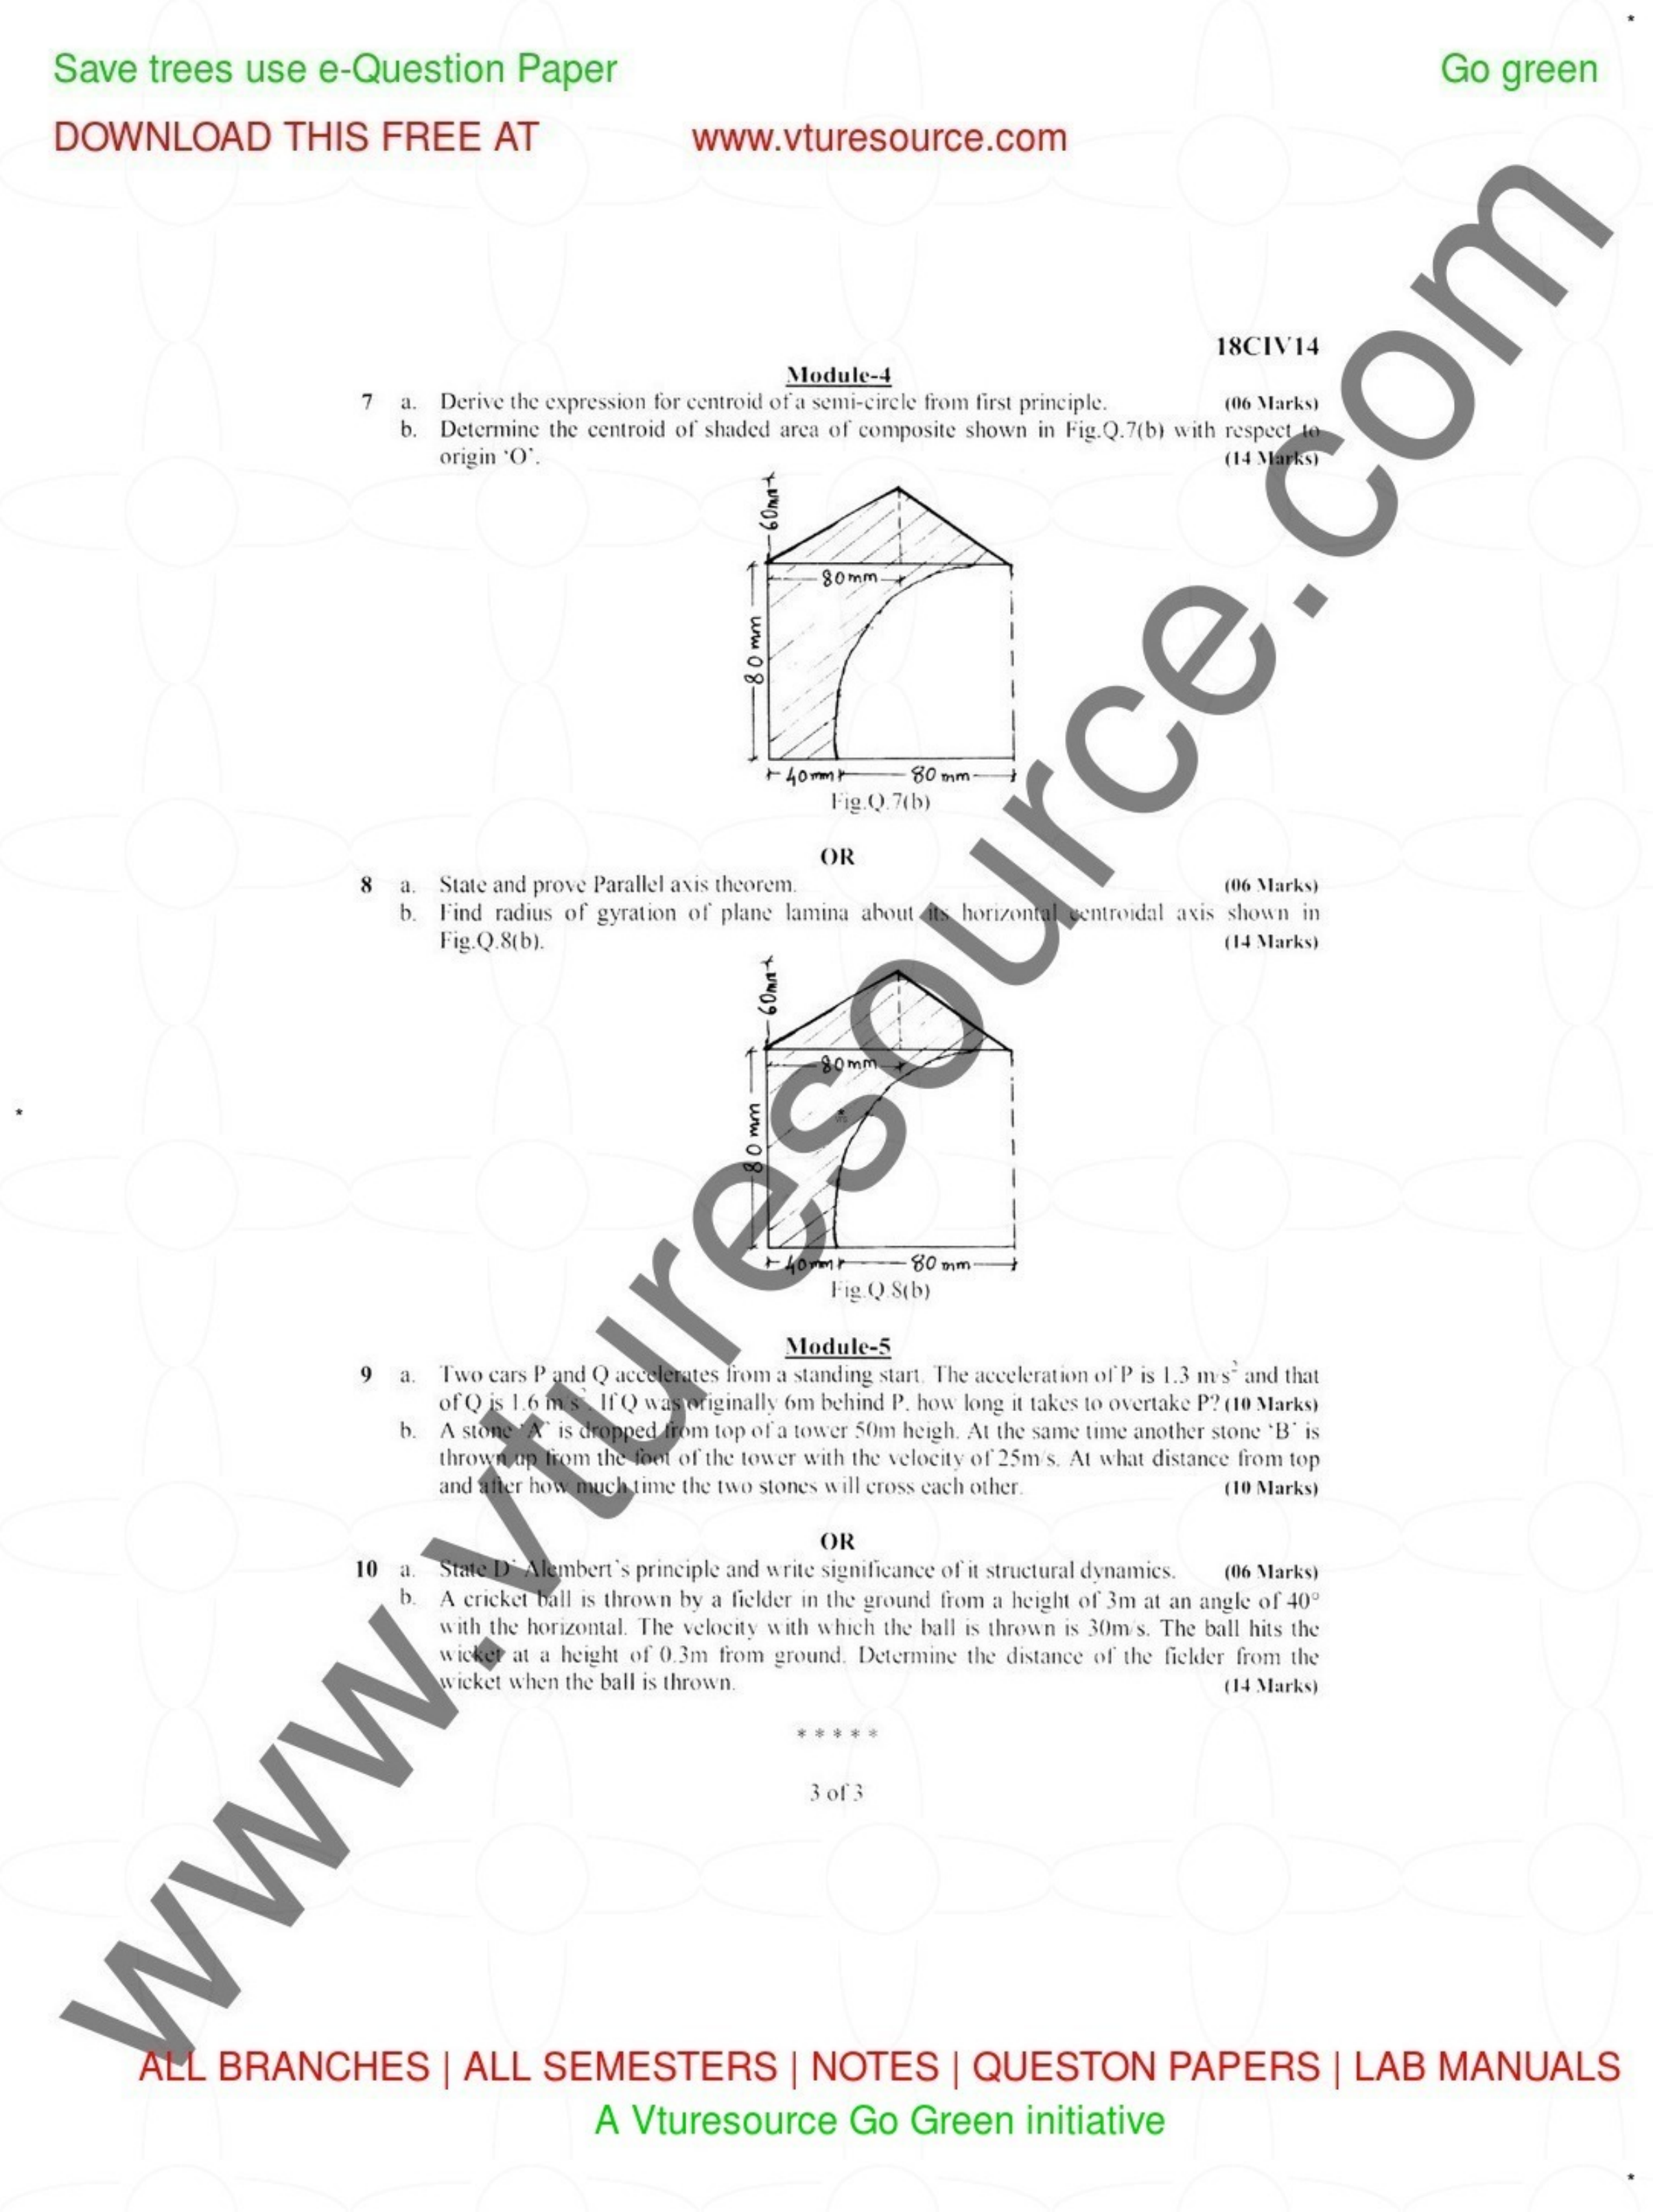 Save trees use e-Question Paper
Go green
DOWNLOAD THIS FREE AT
www.vturesource.com
18CIV14
Module-4
7 a. Derive the expression for centroid of a semi-circle from first principle. (06 Marks)
b. Determine the centroid of shaded area of composite shown in Fig.Q.7(b) with respect to
origin ‘O’. (14 Marks)
60mm
80mm
80mm
40mm 80mm
Fig.Q.7(b)
OR
8 a. State and prove Parallel axis theorem. (06 Marks)
b. Find radius of gyration of plane lamina about its horizontal centroidal axis shown in
Fig.Q.8(b). (14 Marks)
60mm
80mm
80mm
40mm 80mm
Fig.Q.8(b)
Module-5
9 a. Two cars P and Q accelerates from a standing start. The acceleration of P is 1.3 m/s² and that
of Q is 1.6 m/s². If Q was originally 6m behind P, how long it takes to overtake P? (10 Marks)
b. A stone ‘A’ is dropped from top of a tower 50m heigh. At the same time another stone ‘B’ is
thrown up from the foot of the tower with the velocity of 25m/s. At what distance from top
and after how much time the two stones will cross each other. (10 Marks)
OR
10 a. State D’ Alembert’s principle and write significance of it structural dynamics. (06 Marks)
b. A cricket ball is thrown by a fielder in the ground from a height of 3m at an angle of 40°
with the horizontal. The velocity with which the ball is thrown is 30m/s. The ball hits the
wicket at a height of 0.3m from ground. Determine the distance of the fielder from the
wicket when the ball is thrown. (14 Marks)
* * * * *
3 of 3
www.vturesource.com
ALL BRANCHES | ALL SEMESTERS | NOTES | QUESTON PAPERS | LAB MANUALS
A Vturesource Go Green initiative